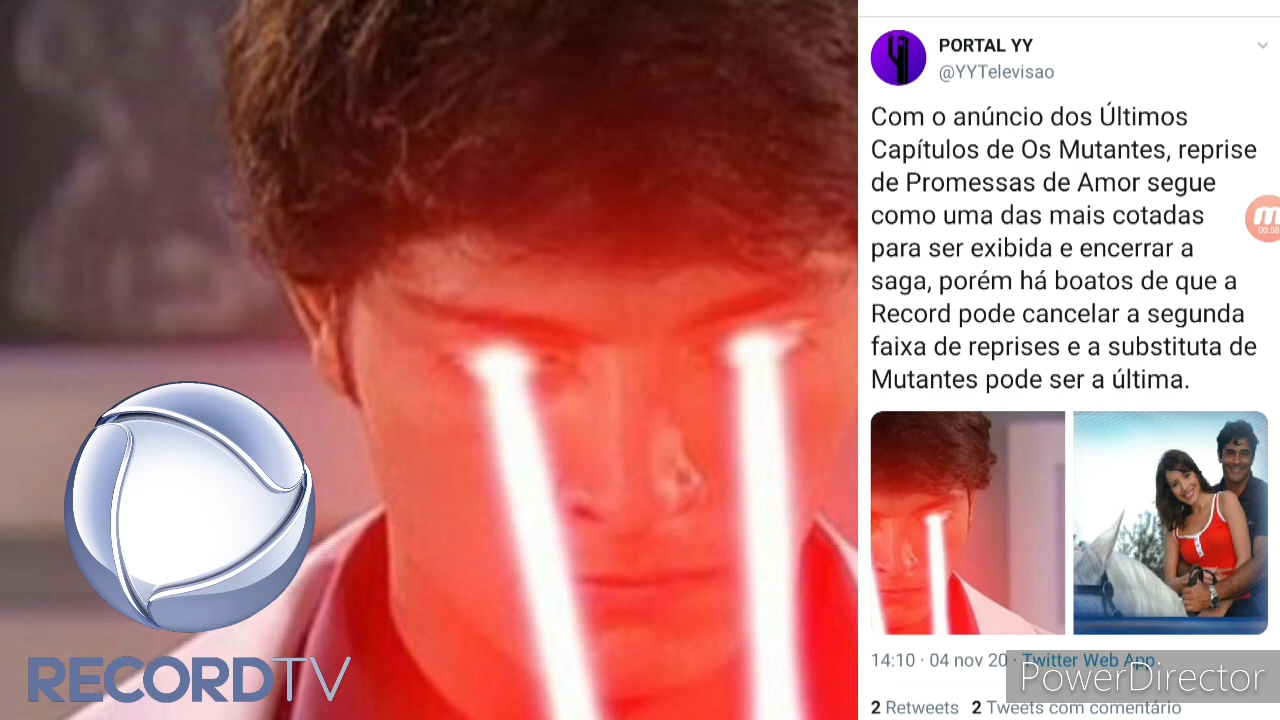 PORTAL YY
@YYTelevisao
Com o anúncio dos Últimos
Capítulos de Os Mutantes, reprise
de Promessas de Amor segue
como uma das mais cotadas
para ser exibida e encerrar a
saga, porém há boatos de que a
Record pode cancelar a segunda
faixa de reprises e a substituta de
Mutantes pode ser a última.
00:58
14:10 · 04 nov 20 · Twitter Web App
PowerDirector
2 Retweets 2 Tweets com comentário
RECORDTV